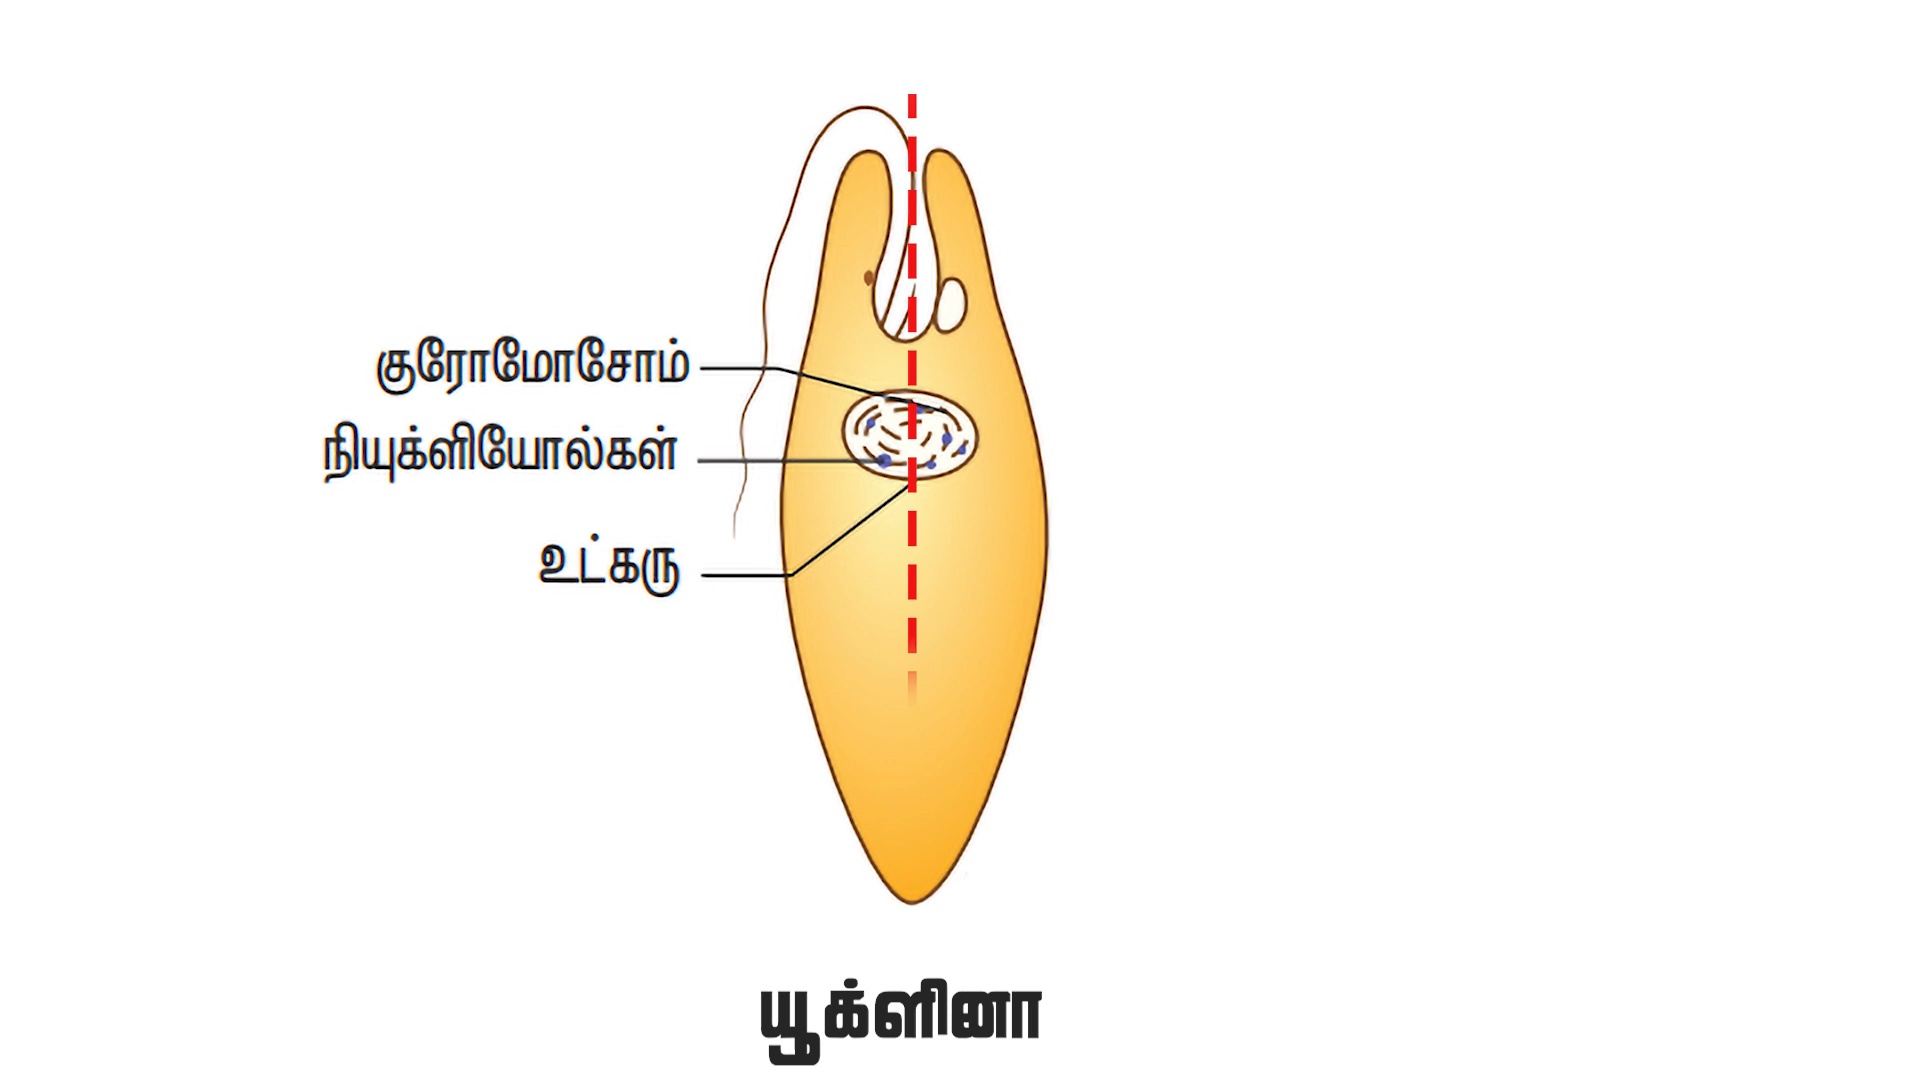 குரோமோசோம்
நியுக்ளியோல்கள்
உட்கரு
யூக்ளினா